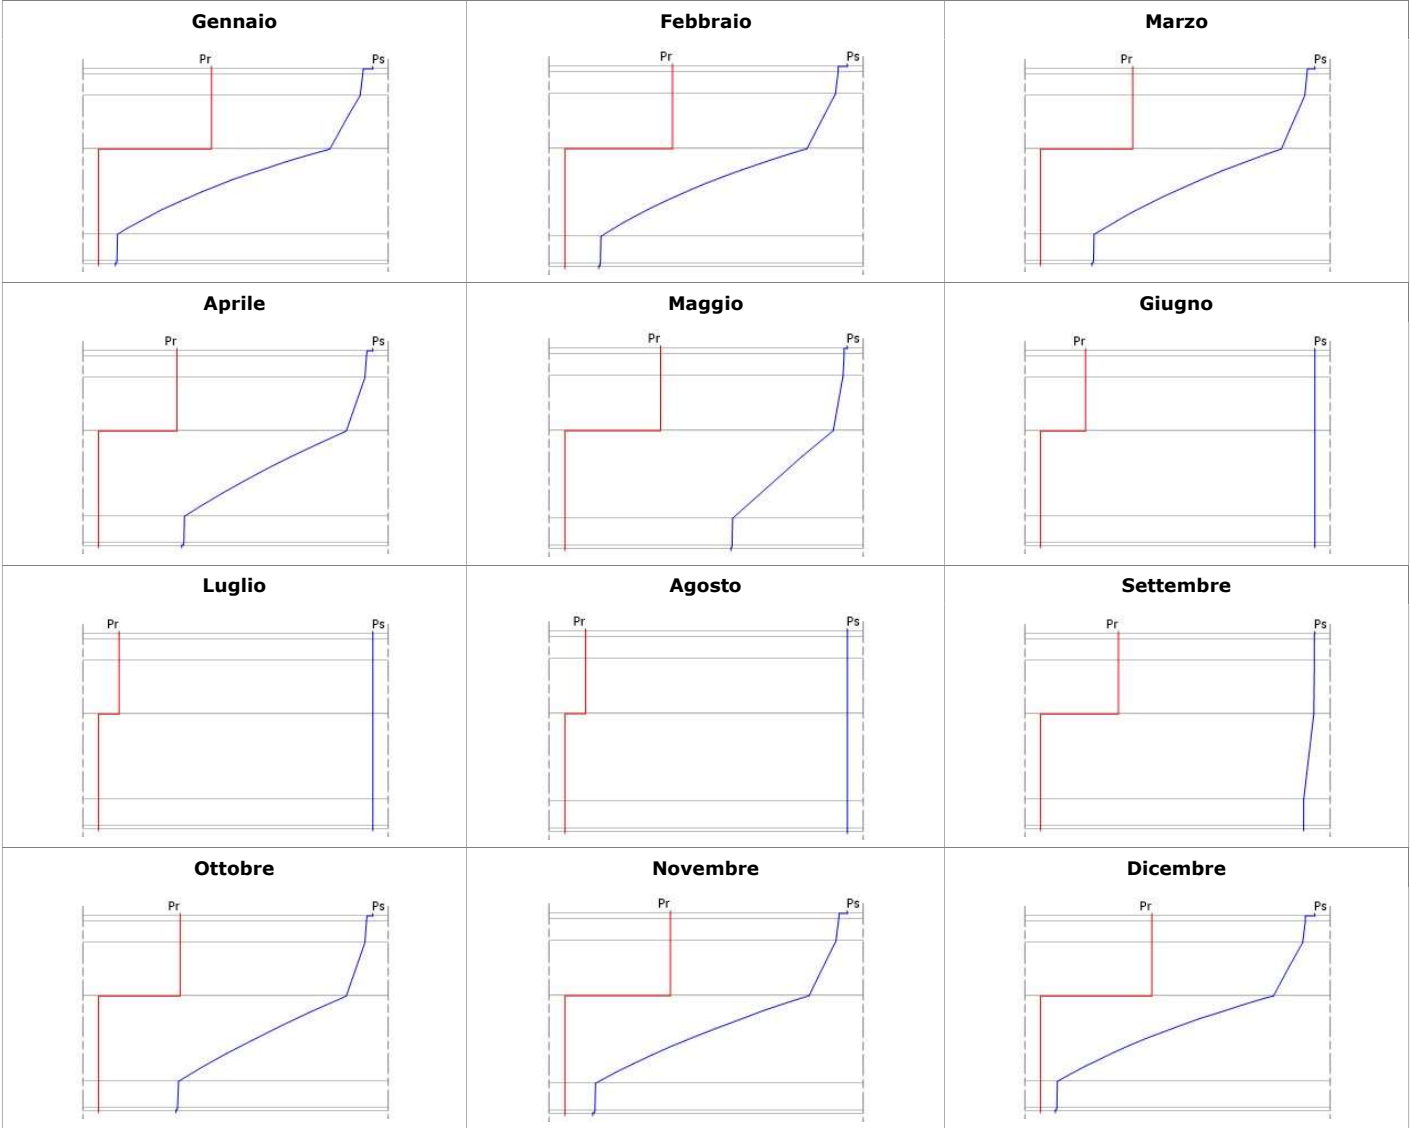 Gennaio
Febbraio
Marzo
Pr Ps
Pr Ps
Pr Ps
Aprile
Maggio
Giugno
Pr Ps
Pr Ps
Pr Ps
Luglio
Agosto
Settembre
Pr Ps
Pr Ps
Pr Ps
Ottobre
Novembre
Dicembre
Pr Ps
Pr Ps
Pr Ps